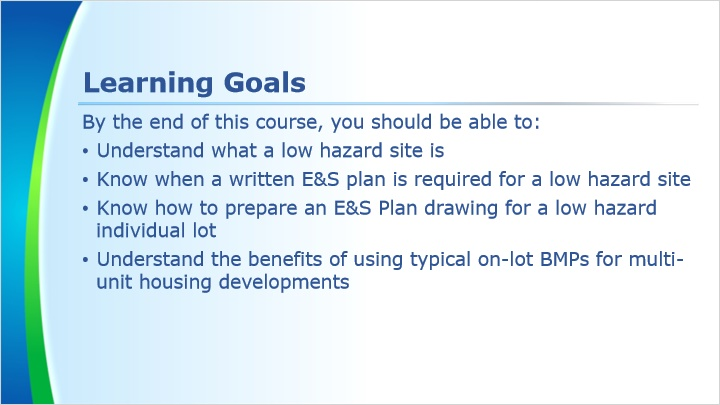 Learning Goals
By the end of this course, you should be able to:
• Understand what a low hazard site is
• Know when a written E&S plan is required for a low hazard site
• Know how to prepare an E&S Plan drawing for a low hazard
individual lot
• Understand the benefits of using typical on-lot BMPs for multi-
unit housing developments